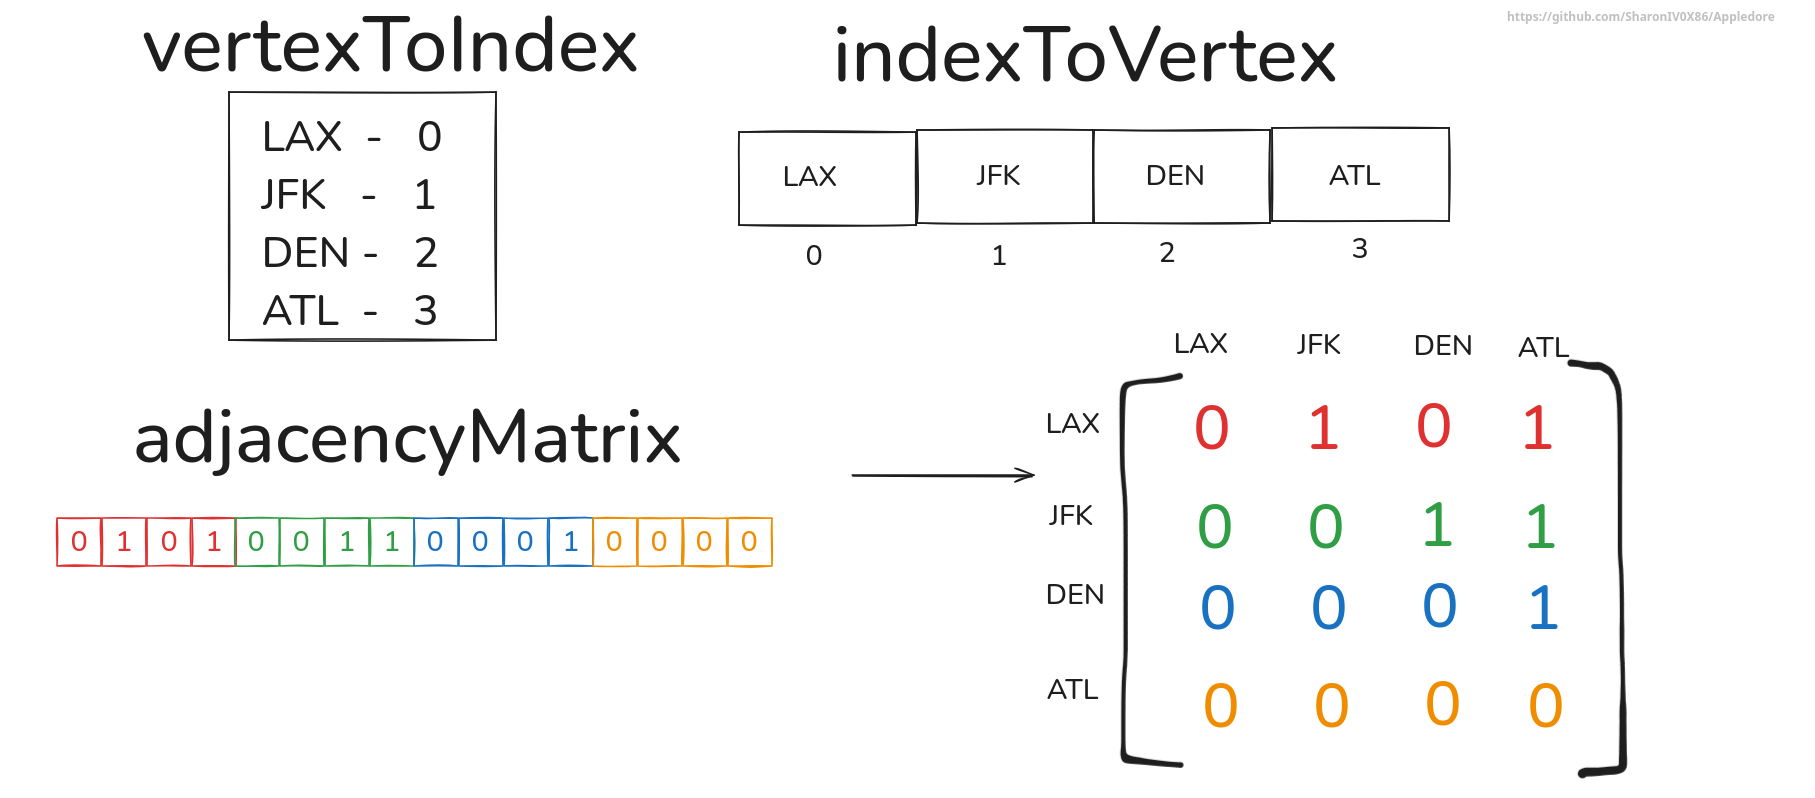 https://github.com/SharonIV0X86/Appledore
vertexToIndex
LAX - 0
JFK - 1
DEN - 2
ATL - 3
indexToVertex
LAX JFK DEN ATL
0 1 2 3
adjacencyMatrix
0 1 0 1 0 0 1 1 0 0 0 1 0 0 0 0
LAX JFK DEN ATL
LAX 0 1 0 1
JFK 0 0 1 1
DEN 0 0 0 1
ATL 0 0 0 0